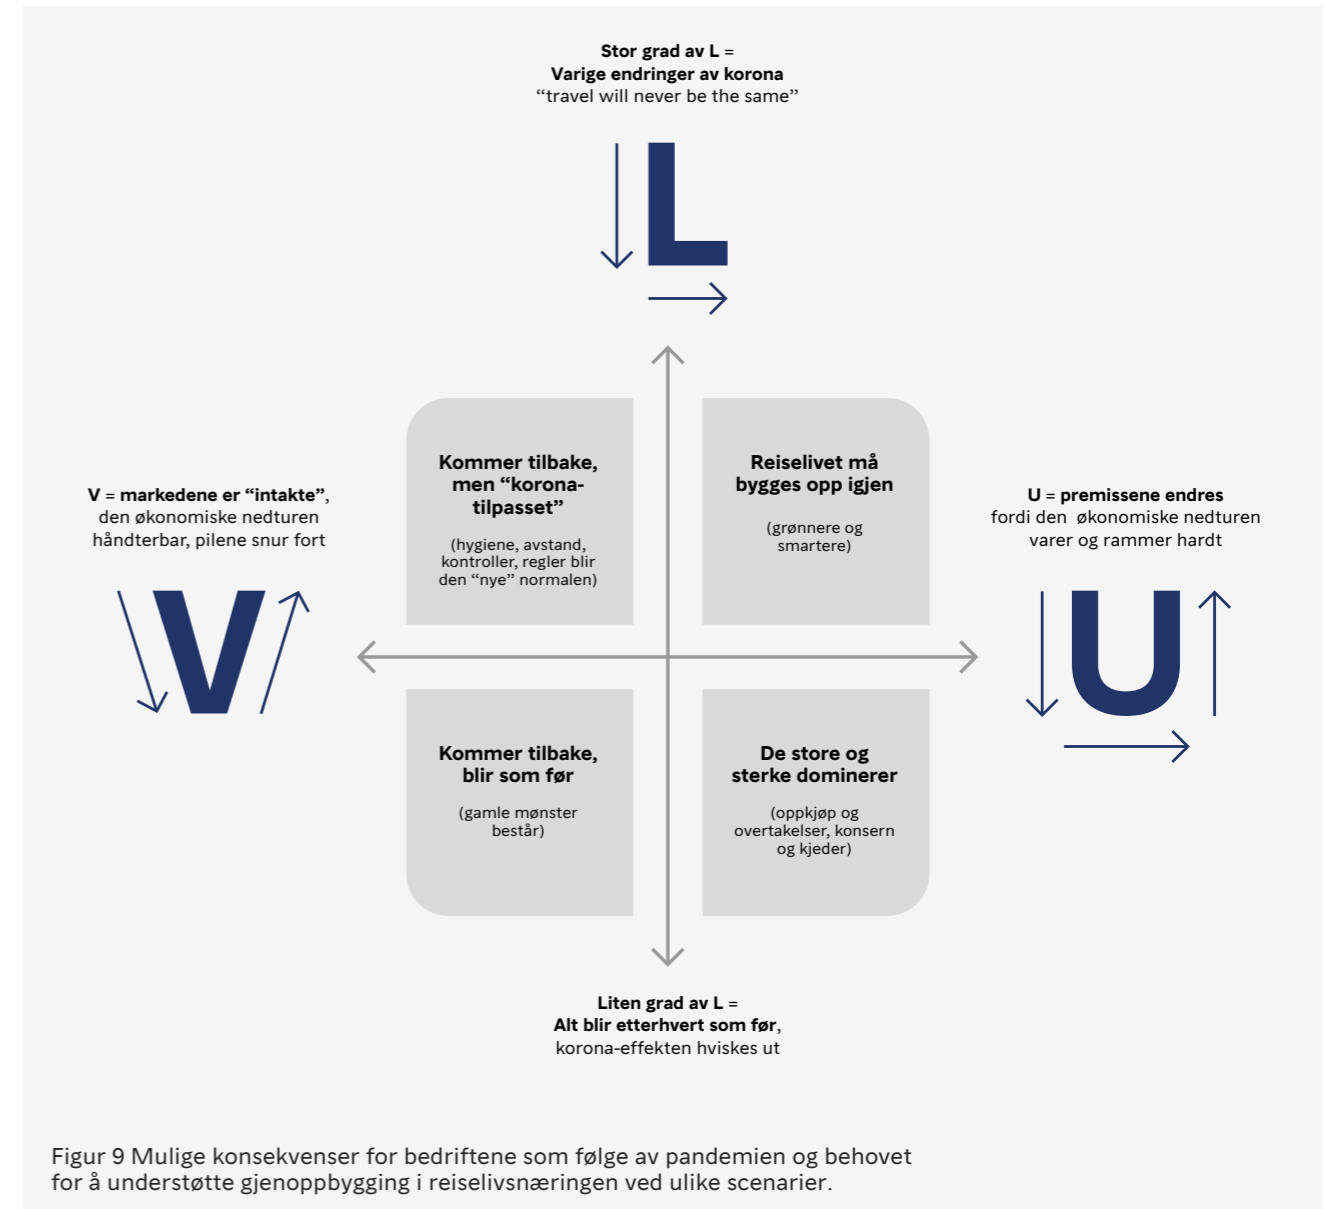 Stor grad av L =
Varige endringer av korona
“travel will never be the same”
L
V = markedene er “intakte”,
den økonomiske nedturen
håndterbar, pilene snur fort
V
Kommer tilbake,
men “korona-
tilpasset”
(hygiene, avstand,
kontroller, regler blir
den “nye” normalen)
Reiselivet må
bygges opp igjen
(grønnere og
smartere)
U = premissene endres
fordi den økonomiske nedturen
varer og rammer hardt
U
Kommer tilbake,
blir som før
(gamle mønster
består)
De store og
sterke dominerer
(oppkjøp og
overtakelser, konsern
og kjeder)
Liten grad av L =
Alt blir etterhvert som før,
korona-effekten hviskes ut
Figur 9 Mulige konsekvenser for bedriftene som følge av pandemien og behovet
for å understøtte gjenoppbygging i reiselivsnæringen ved ulike scenarier.